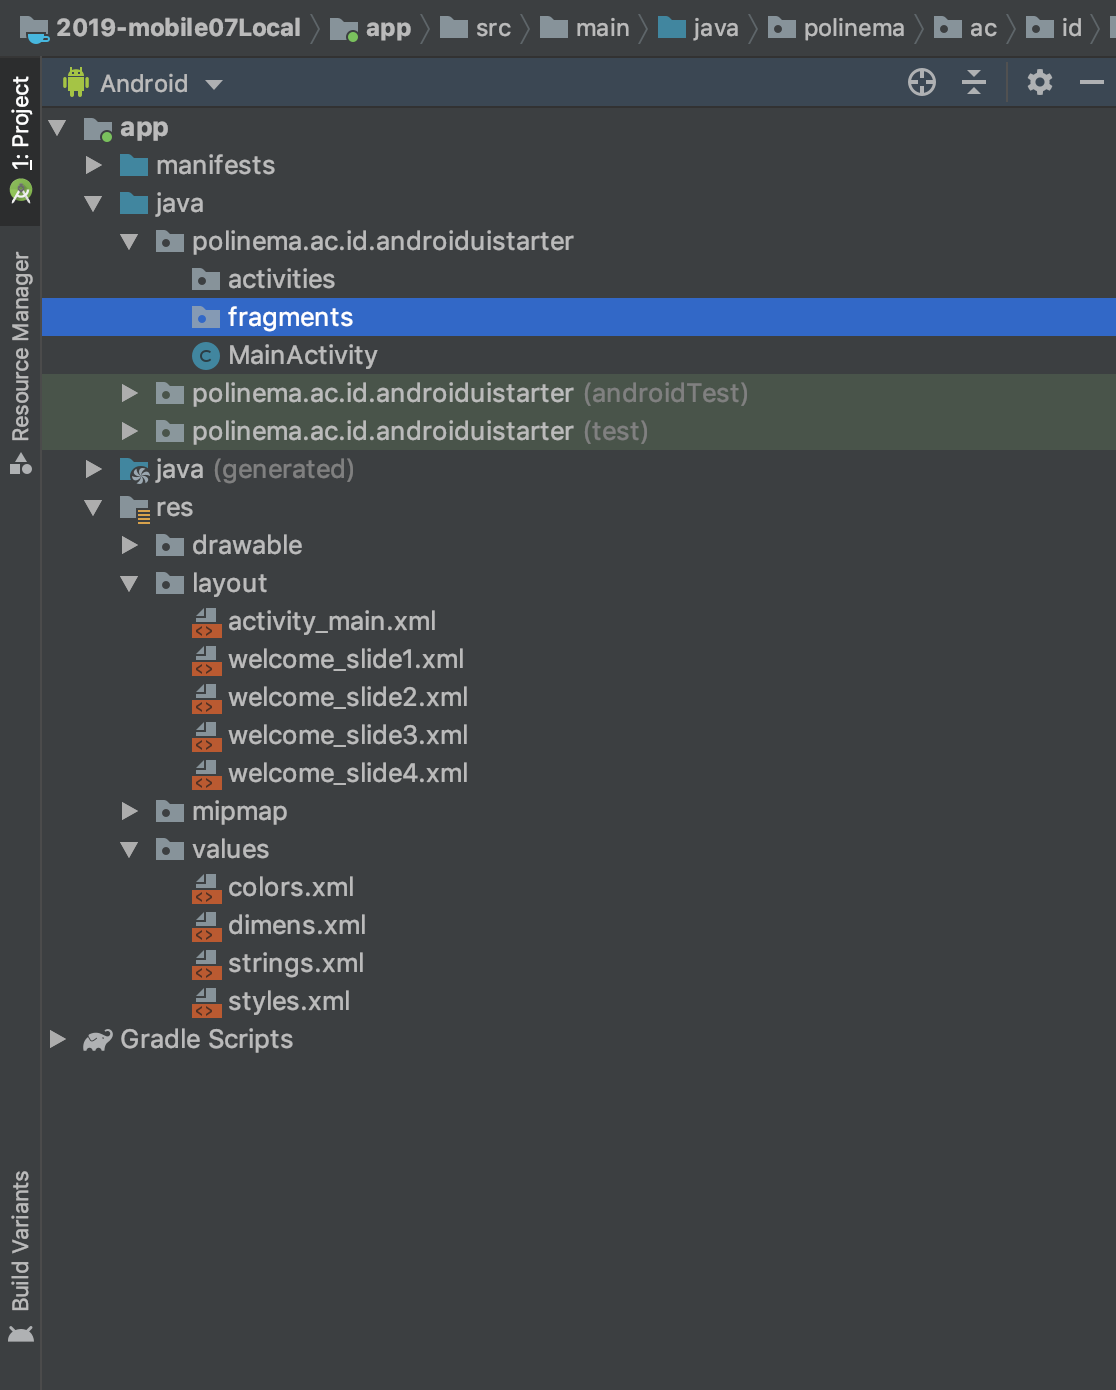 2019-mobile07Local app src main java polinema ac id
Android
1: Project
Resource Manager
Build Variants
app
manifests
java
polinema.ac.id.androiduistarter
activities
fragments
MainActivity
polinema.ac.id.androiduistarter (androidTest)
polinema.ac.id.androiduistarter (test)
java (generated)
res
drawable
layout
activity_main.xml
welcome_slide1.xml
welcome_slide2.xml
welcome_slide3.xml
welcome_slide4.xml
mipmap
values
colors.xml
dimens.xml
strings.xml
styles.xml
Gradle Scripts